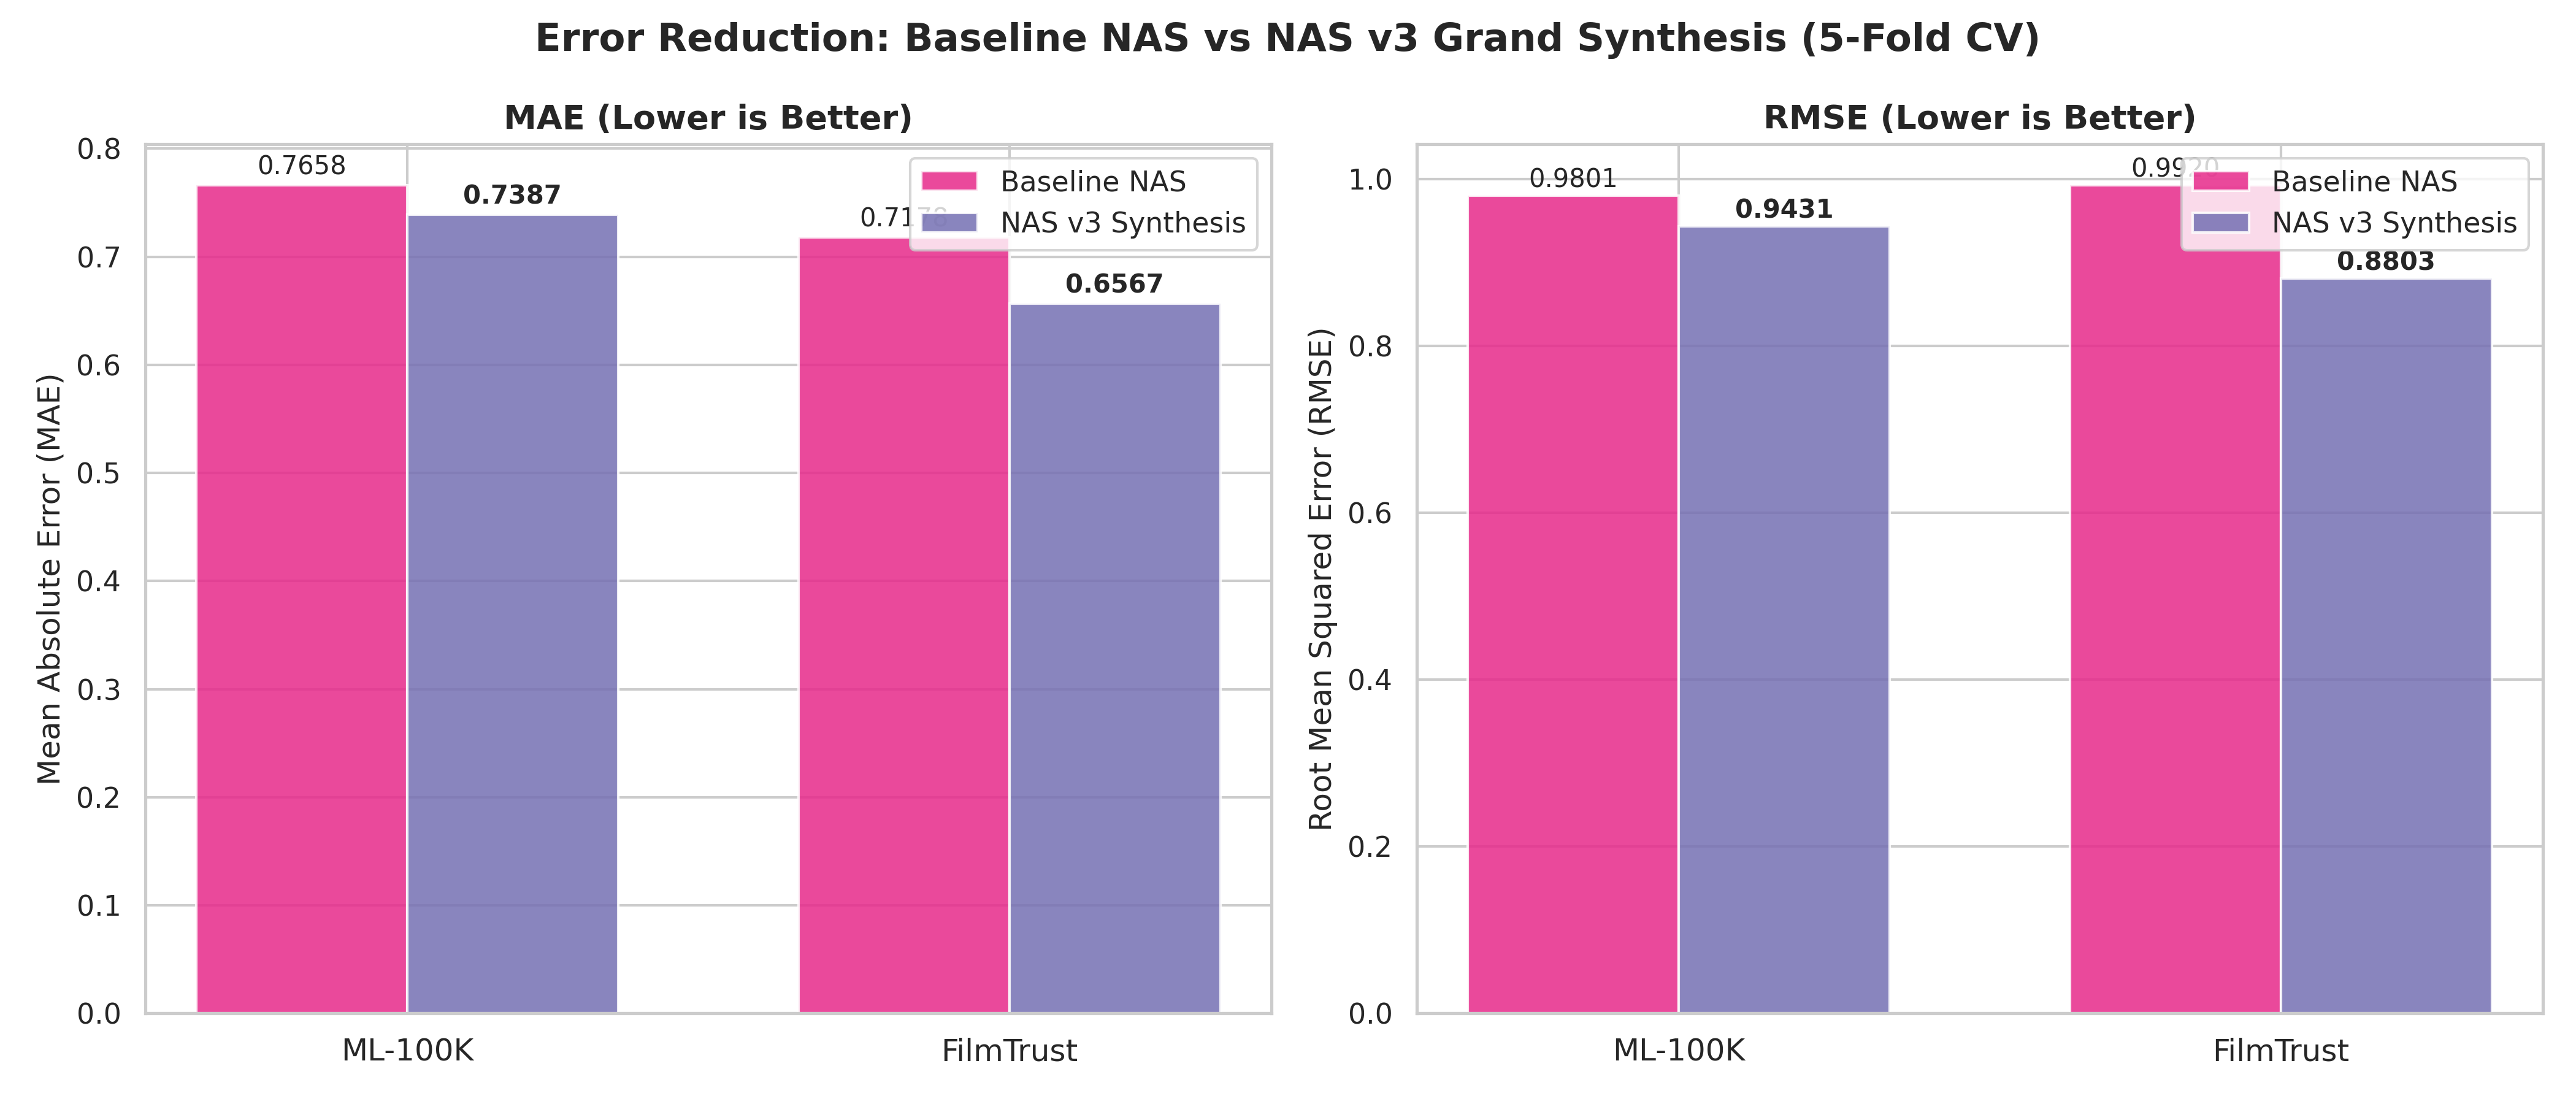 Error Reduction: Baseline NAS vs NAS v3 Grand Synthesis (5-Fold CV)
MAE (Lower is Better)
Mean Absolute Error (MAE)
0.8
0.7
0.6
0.5
0.4
0.3
0.2
0.1
0.0
0.7658
0.7387
0.7178
0.6567
Baseline NAS
NAS v3 Synthesis
ML-100K
FilmTrust
RMSE (Lower is Better)
Root Mean Squared Error (RMSE)
1.0
0.8
0.6
0.4
0.2
0.0
0.9801
0.9431
0.9920
0.8803
Baseline NAS
NAS v3 Synthesis
ML-100K
FilmTrust